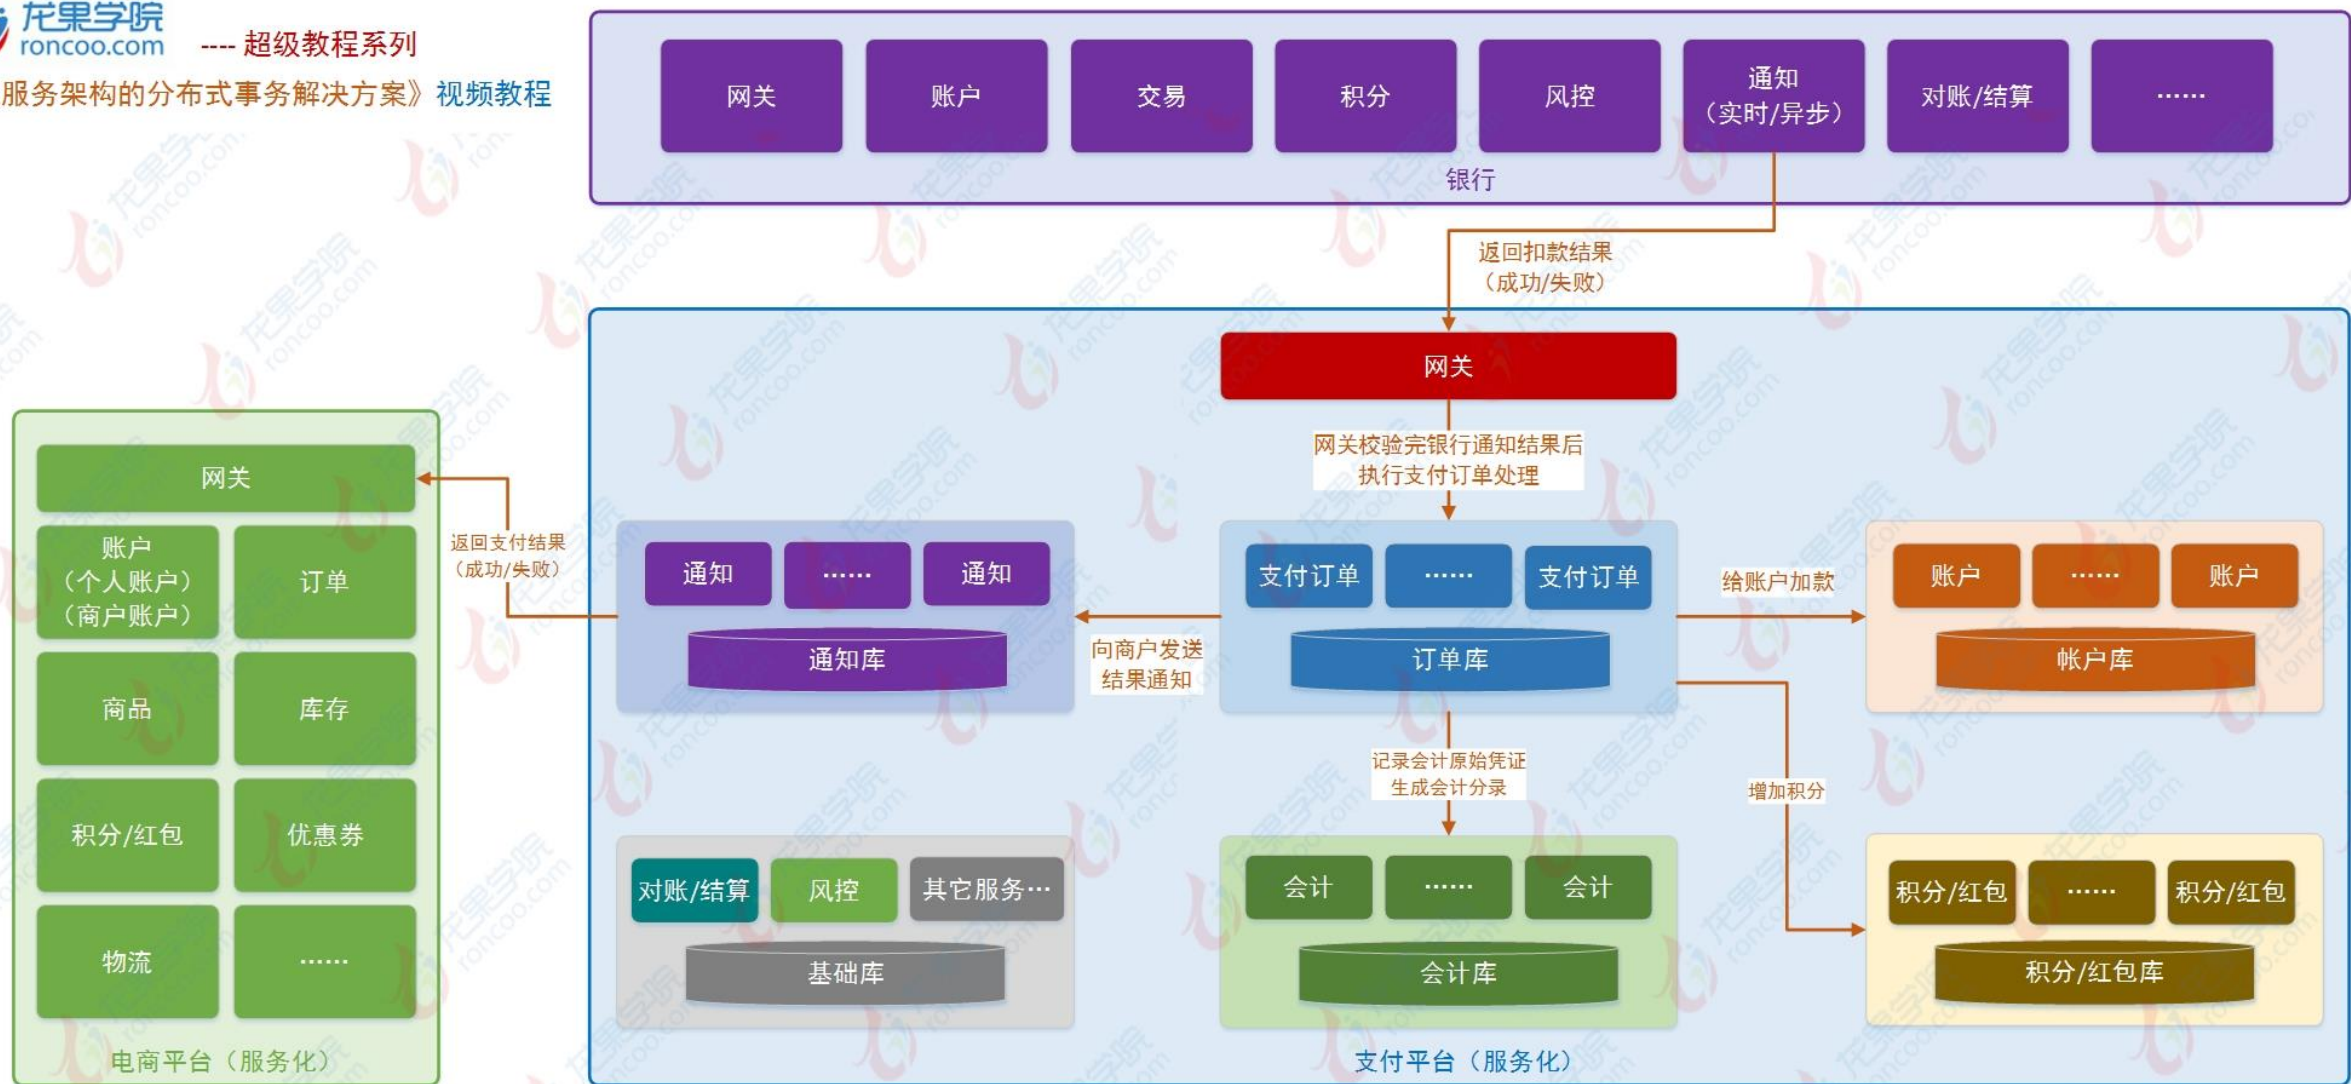 龙果学院
roncoo.com
---- 超级教程系列
服务架构的分布式事务解决方案》视频教程
网关
账户
交易
积分
风控
通知
（实时/异步）
对账/结算
……
银行
返回扣款结果
（成功/失败）
网关
网关校验完银行通知结果后
执行支付订单处理
网关
账户
（个人账户）
（商户账户）
订单
商品
库存
积分/红包
优惠券
物流
……
电商平台（服务化）
返回支付结果
（成功/失败）
通知
……
通知
通知库
向商户发送
结果通知
支付订单
……
支付订单
订单库
给账户加款
账户
……
账户
帐户库
记录会计原始凭证
生成会计分录
增加积分
对账/结算
风控
其它服务…
基础库
会计
……
会计
会计库
积分/红包
……
积分/红包
积分/红包库
支付平台（服务化）